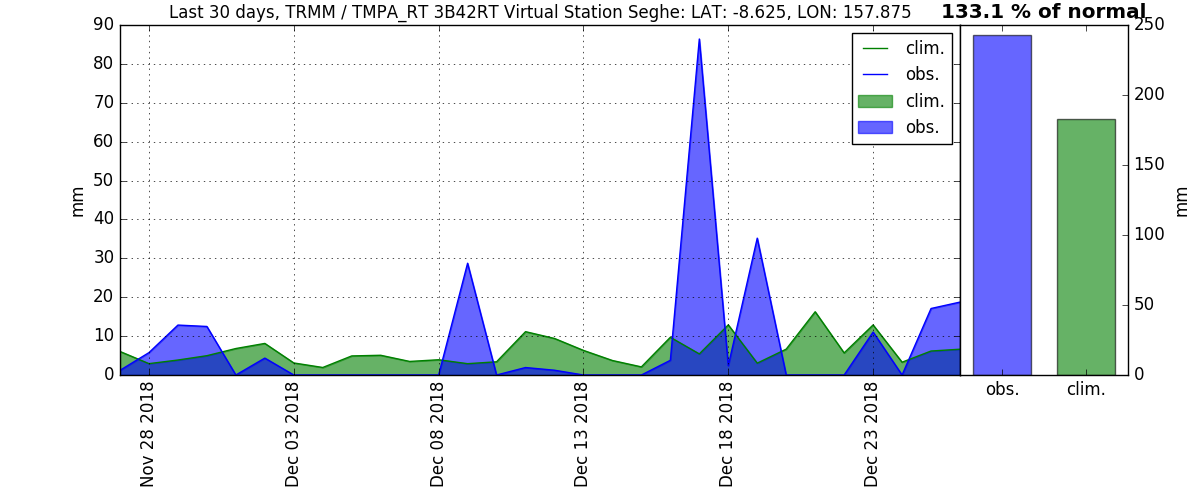 Last 30 days, TRMM / TMPA_RT 3B42RT Virtual Station Seghe: LAT: -8.625, LON: 157.875
133.1 % of normal
90
80
70
60
50
40
30
20
10
0
mm
clim.
obs.
clim.
obs.
Nov 28 2018
Dec 03 2018
Dec 08 2018
Dec 13 2018
Dec 18 2018
Dec 23 2018
250
200
150
100
50
0
mm
obs.
clim.